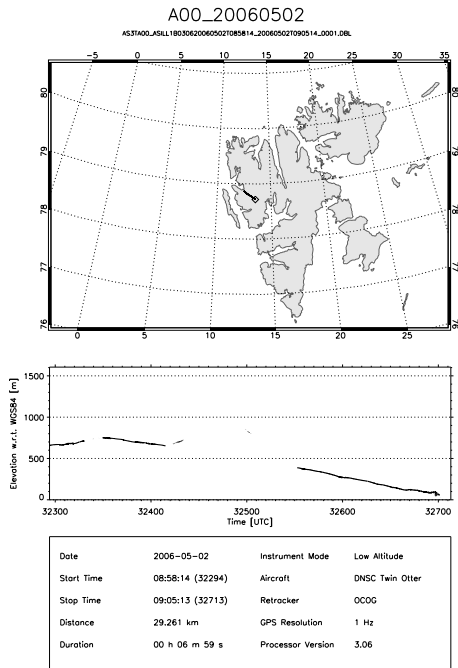 A00_20060502
AS3TA00_ASILL1B030620060502T085814_20060502T090514_0001.DBL
-5 0 5 10 14 15 20 25 30 35
80 80
79 79
78 78
77 77
76 76
0 5 10 15 20 25
Elevation w.r.t. WGS84 [m]
1500
1000
500
0
32300 32400 32500 32600 32700
Time [UTC]
Date 2006-05-02 Instrument Mode Low Altitude
Start Time 08:58:14 (32294) Aircraft DNSC Twin Otter
Stop Time 09:05:13 (32713) Retracker OCOG
Distance 29.261 km GPS Resolution 1 Hz
Duration 00 h 06 m 59 s Processor Version 3.06